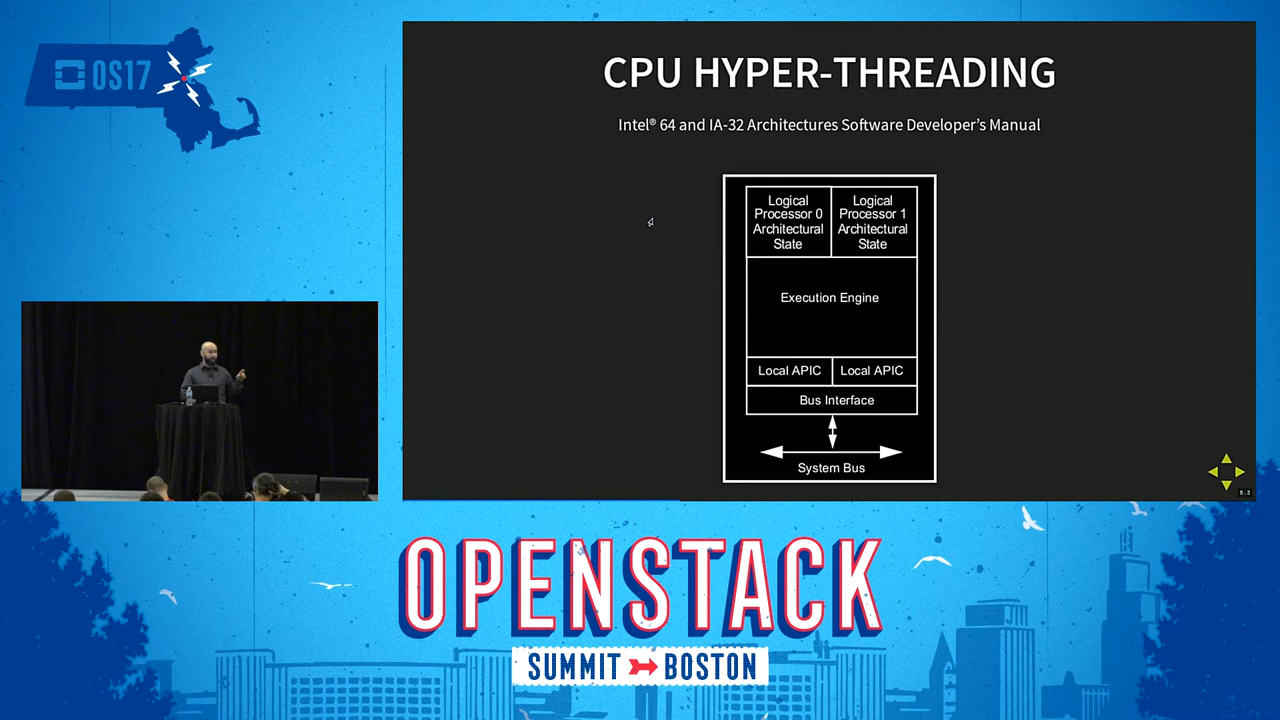 OS17
CPU HYPER-THREADING
Intel® 64 and IA-32 Architectures Software Developer's Manual
Logical
Processor 0
Architectural
State
Logical
Processor 1
Architectural
State
Execution Engine
Local APIC
Local APIC
Bus Interface
System Bus
OPENSTACK
SUMMIT BOSTON